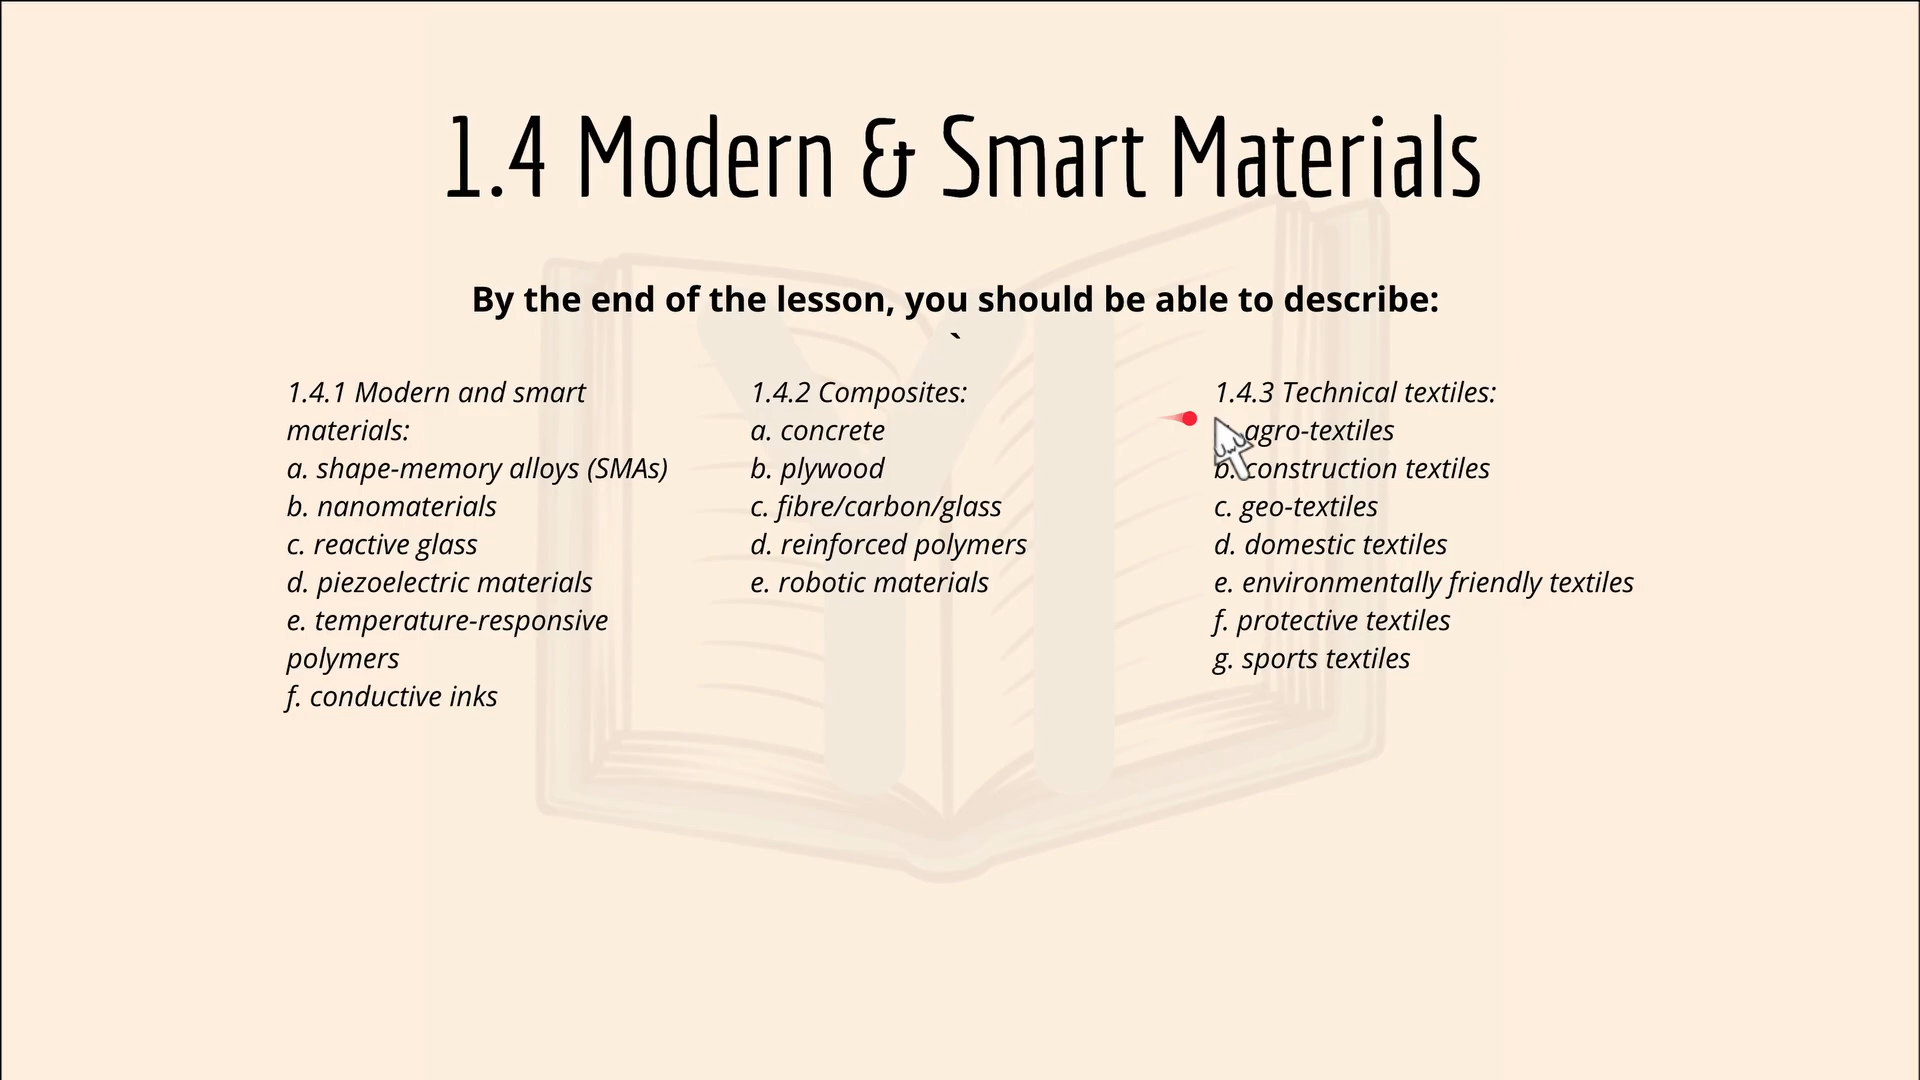 1.4 Modern & Smart Materials
By the end of the lesson, you should be able to describe:
`
1.4.1 Modern and smart
materials:
a. shape-memory alloys (SMAs)
b. nanomaterials
c. reactive glass
d. piezoelectric materials
e. temperature-responsive
polymers
f. conductive inks
1.4.2 Composites:
a. concrete
b. plywood
c. fibre/carbon/glass
d. reinforced polymers
e. robotic materials
1.4.3 Technical textiles:
agro-textiles
b. construction textiles
c. geo-textiles
d. domestic textiles
e. environmentally friendly textiles
f. protective textiles
g. sports textiles
YI